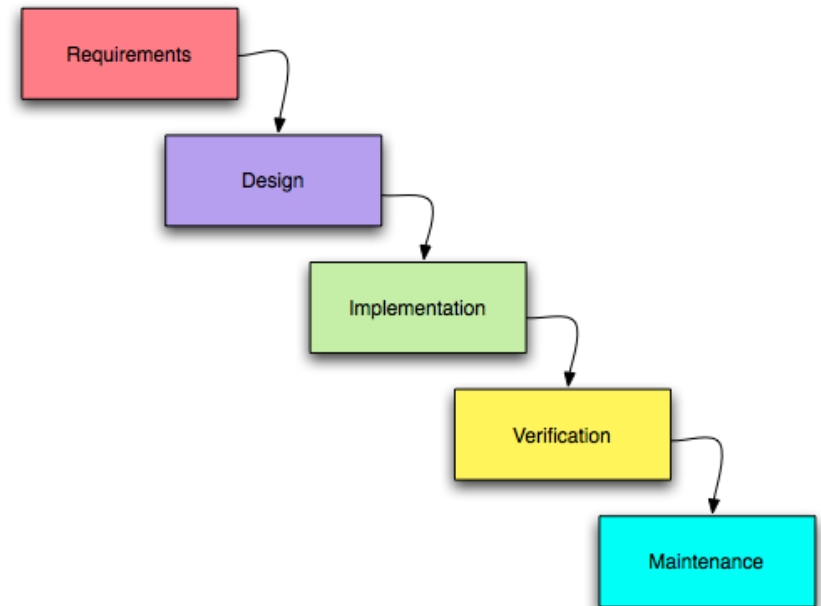 Requirements
Design
Implementation
Verification
Maintenance